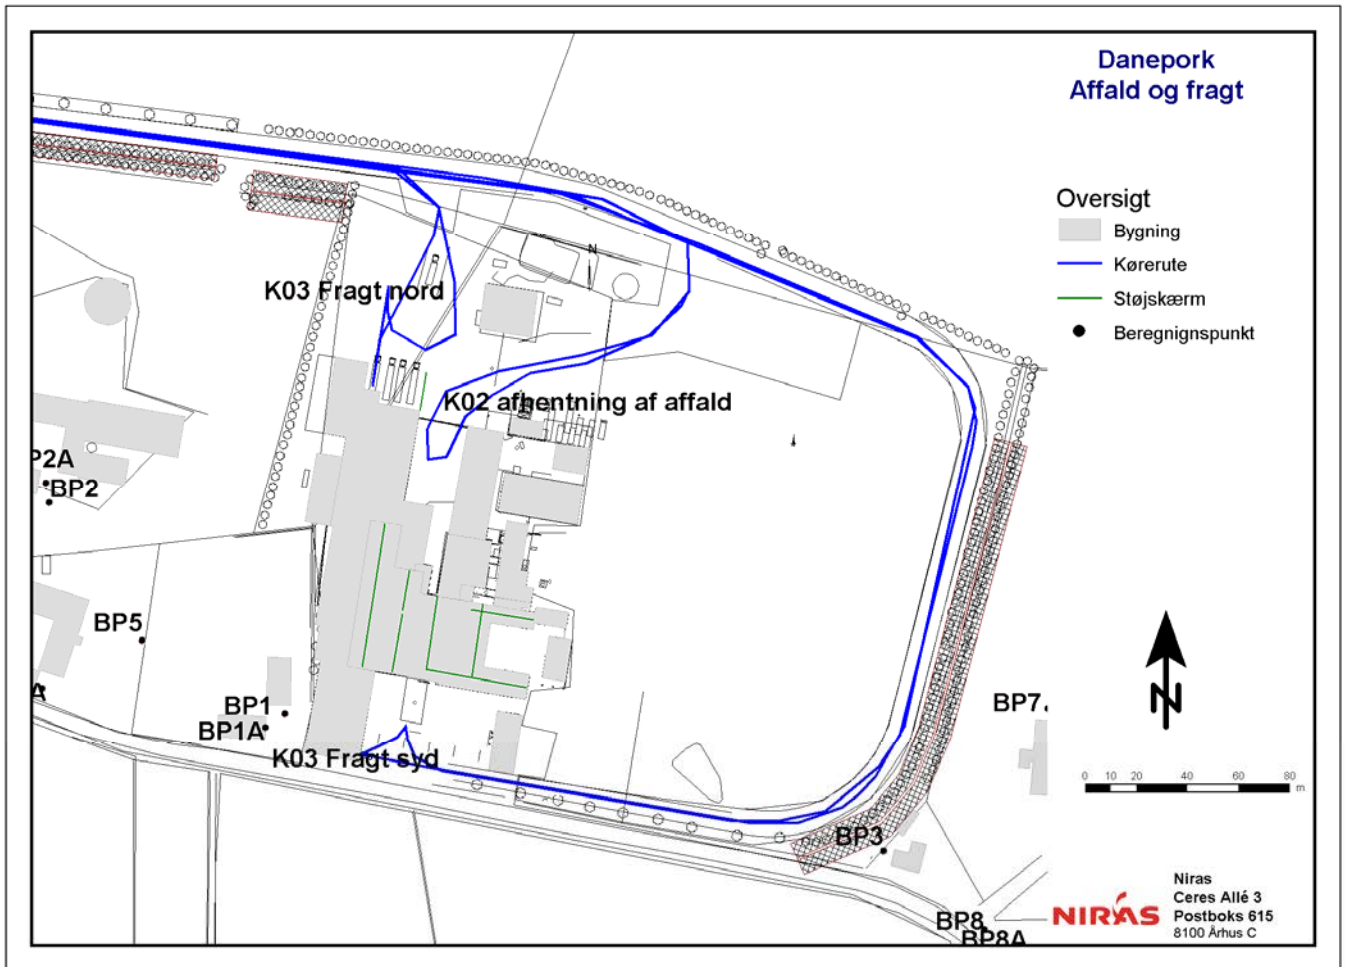 Danepork
Affald og fragt
Oversigt
Bygning
Kørerute
Støjskærm
Beregnignspunkt
N
K03 Fragt nord
K02 afhentning af affald
P2A
BP2
BP5
A
BP1
BP1A
K03 Fragt syd
BP7
N
0 10 20 40 60 80
m
BP3
BP8
BP8A
NIRAS
Niras
Ceres Allé 3
Postboks 615
8100 Århus C